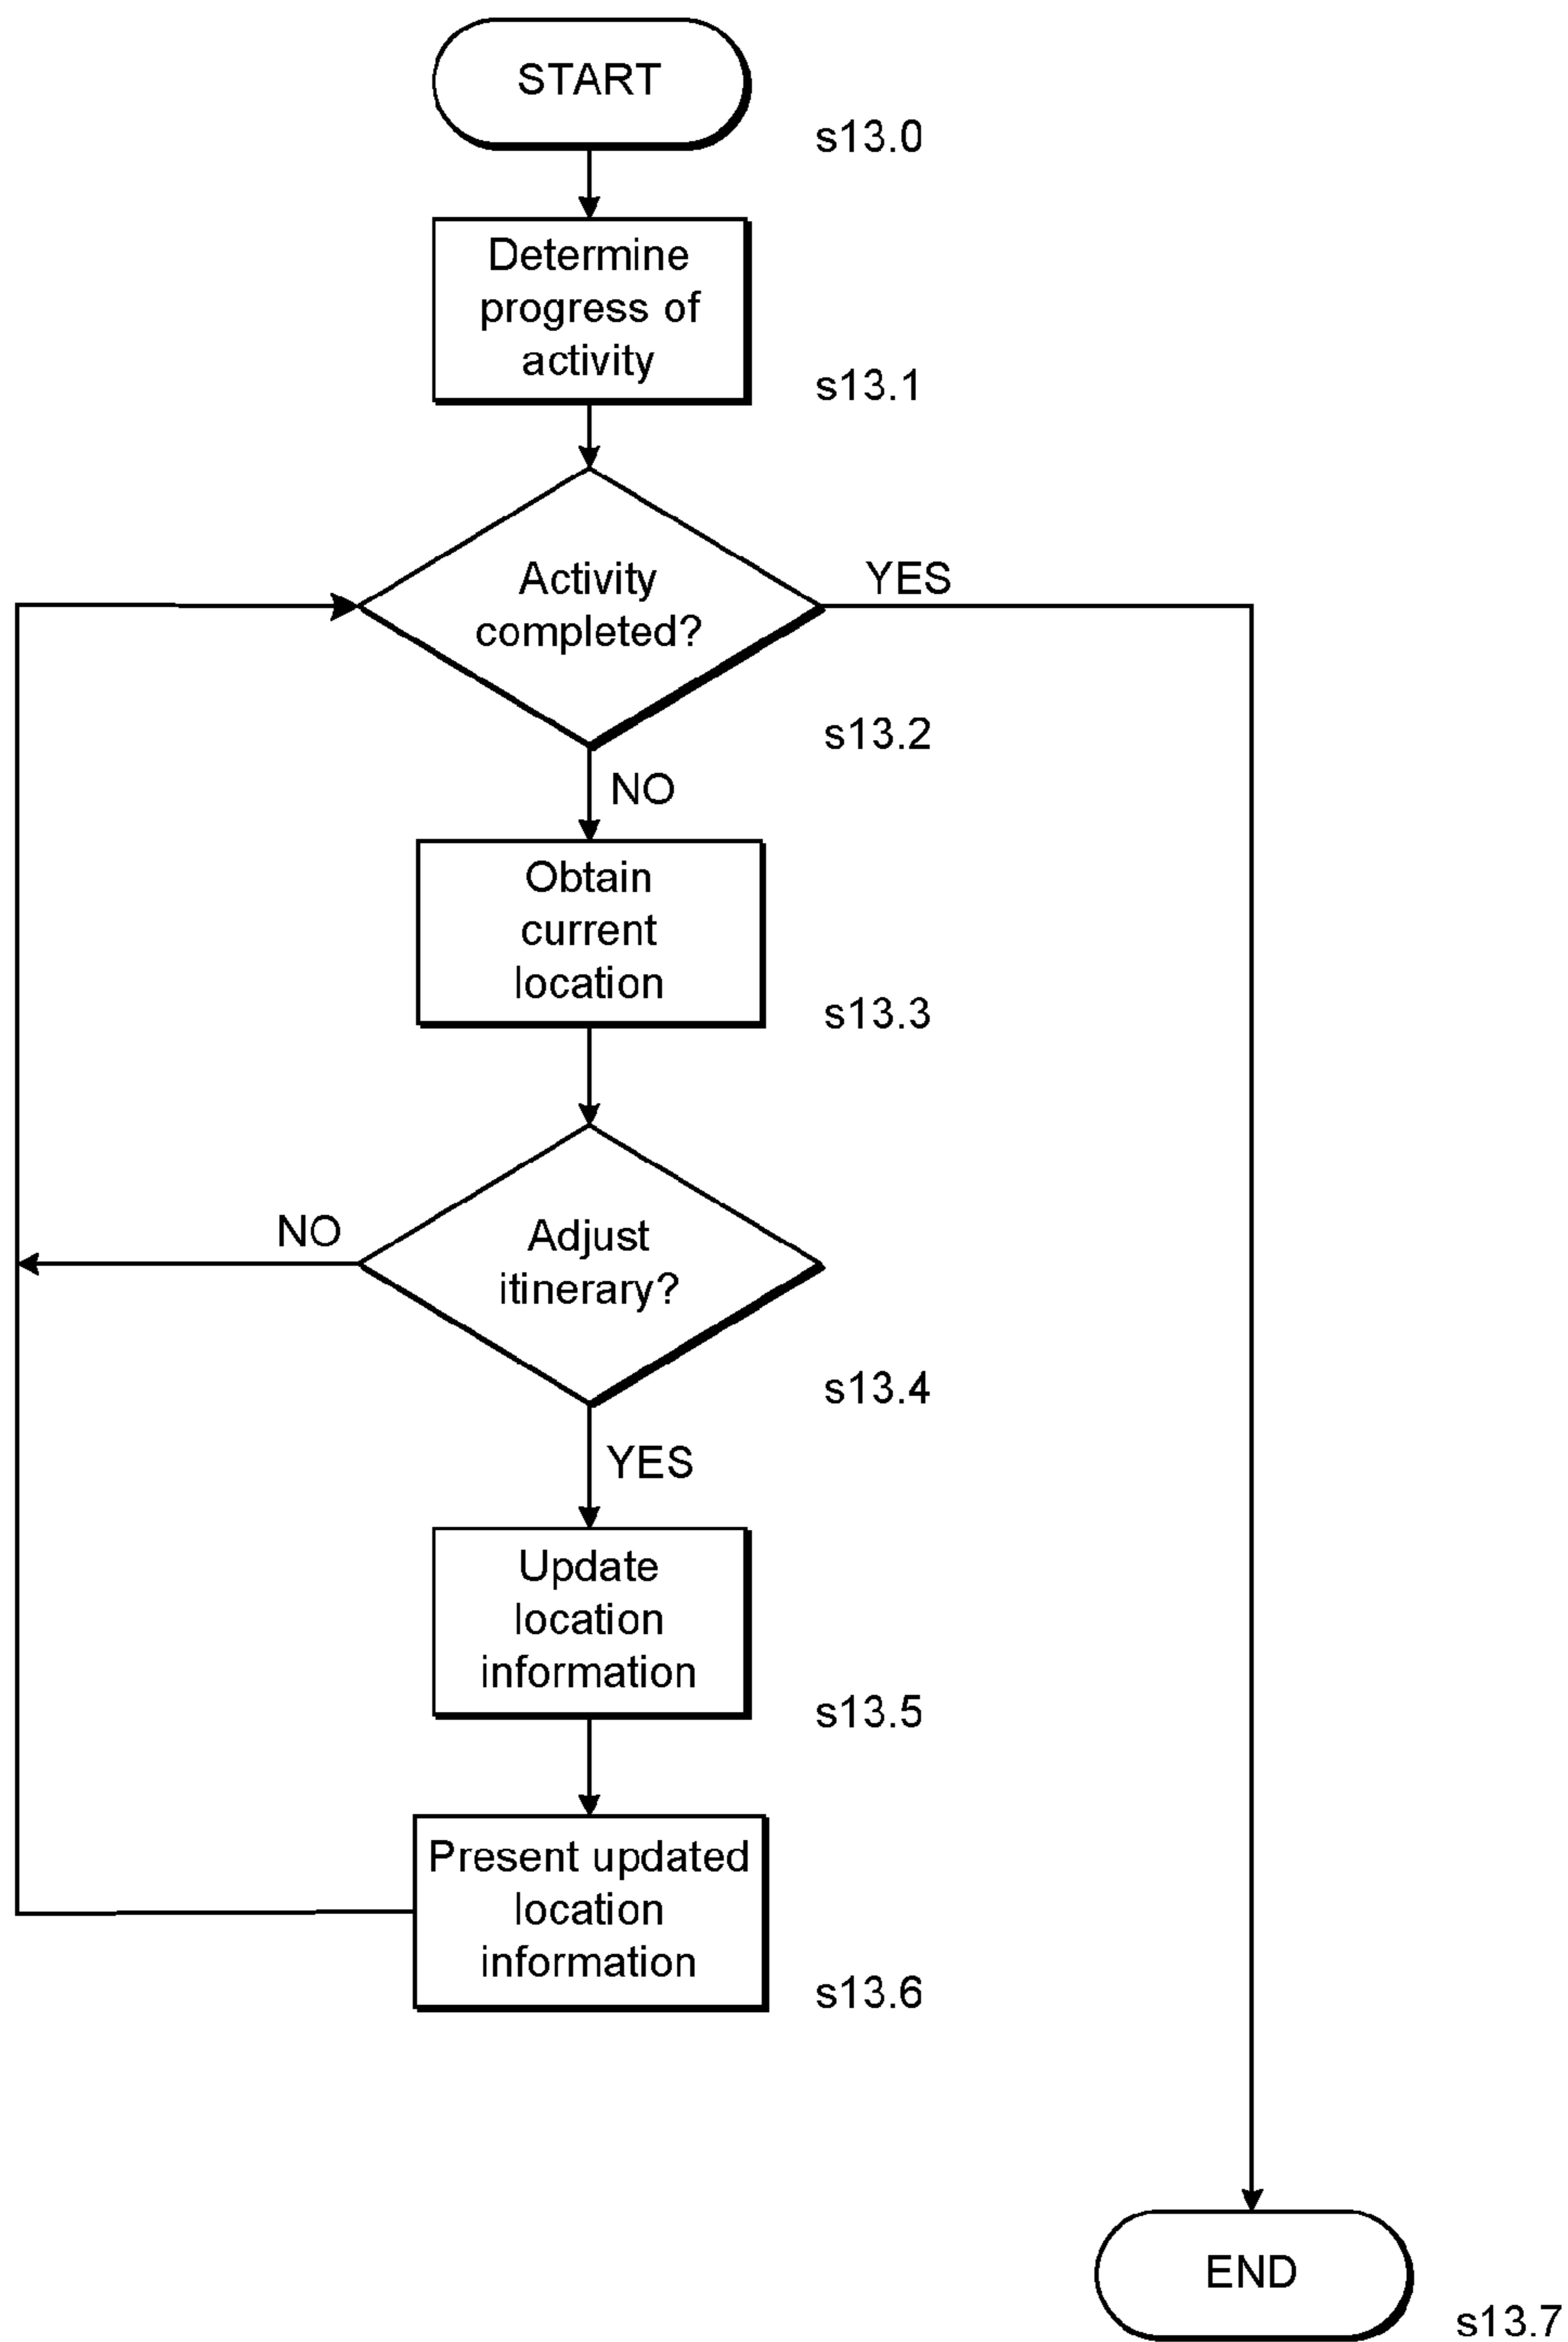 START
s13.0
Determine
progress of
activity
s13.1
Activity
completed?
YES
s13.2
NO
Obtain
current
location
s13.3
Adjust
itinerary?
NO
s13.4
YES
Update
location
information
s13.5
Present updated
location
information
s13.6
END
s13.7